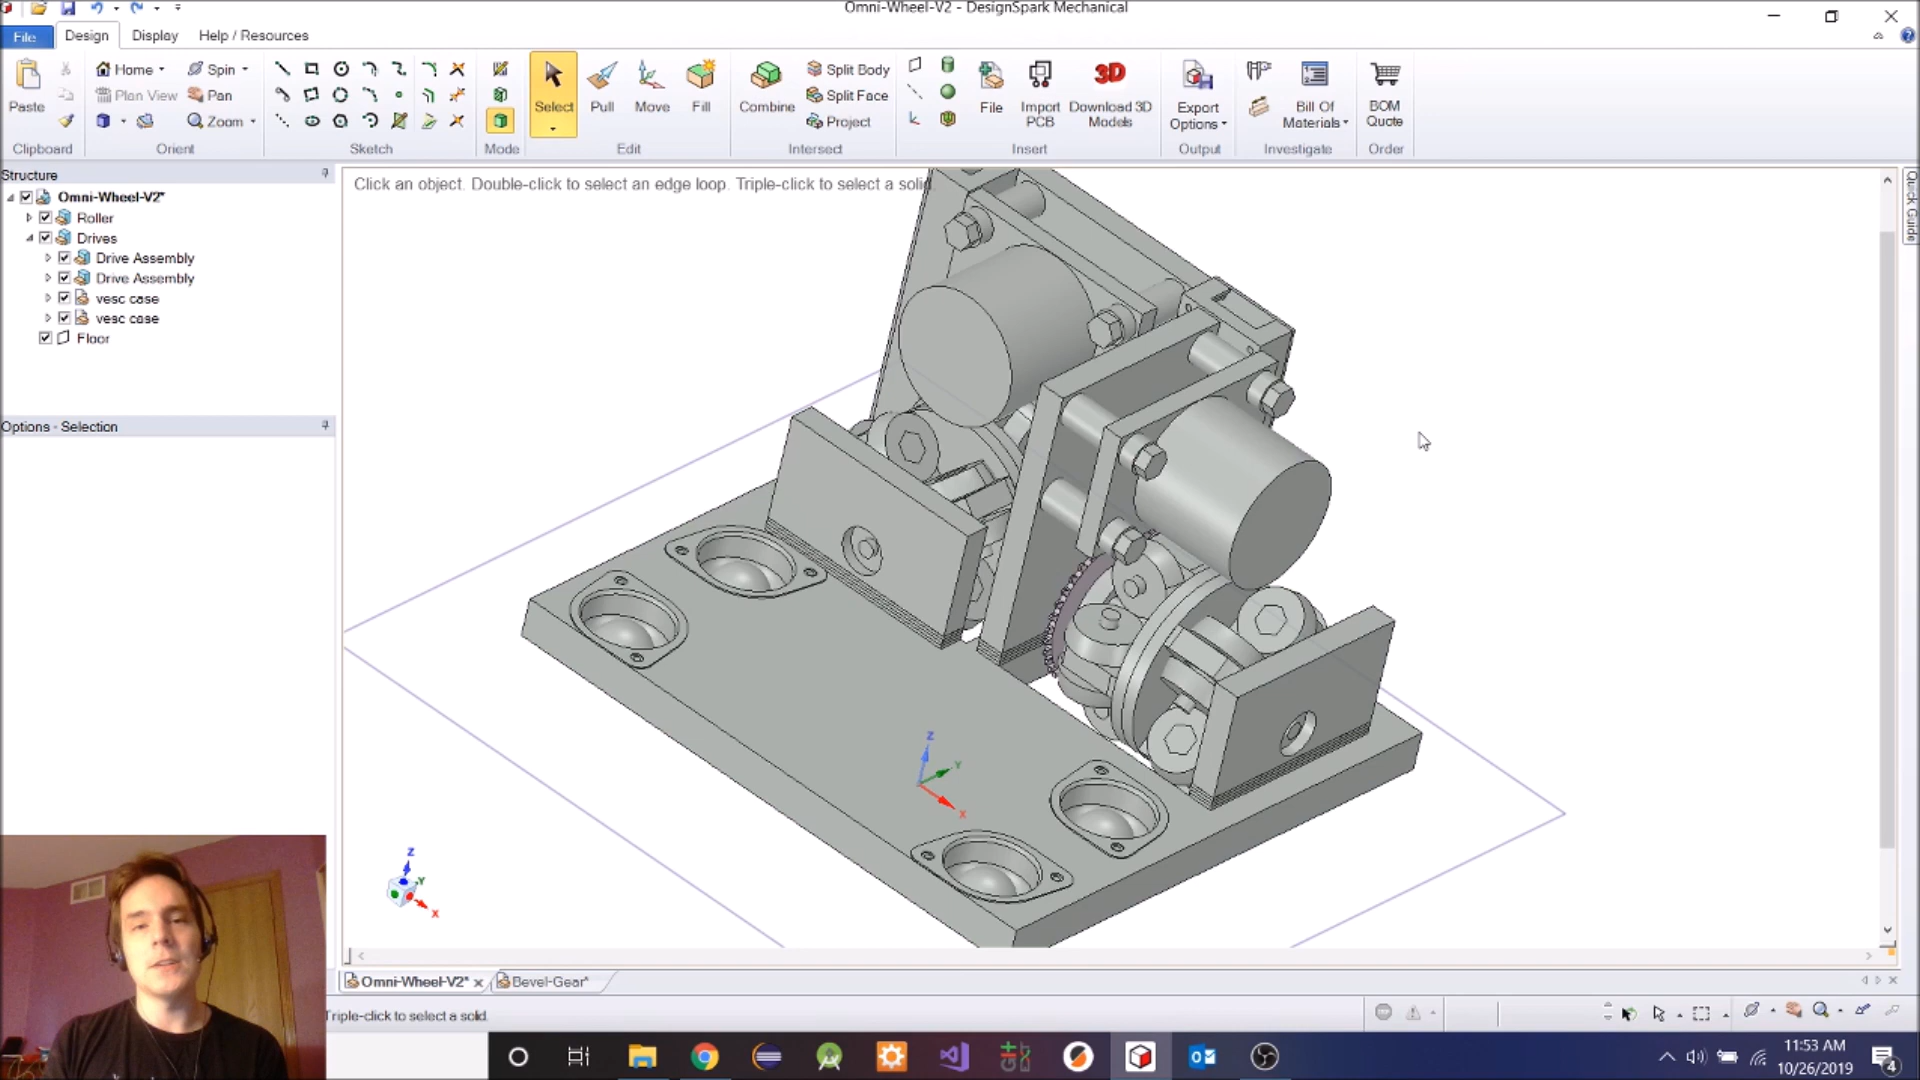 Omni-Wheel-V2 - DesignSpark Mechanical
File Design Display Help / Resources
Home Spin
Plan View Pan
Zoom
Paste
Select Pull Move Fill
Combine
Split Body
Split Face
Project
File
Import PCB
3D
Download 3D Models
Export Options
Bill Of Materials
BOM Quote
Clipboard Orient Sketch Mode Edit Intersect Insert Output Investigate Order
Structure
Omni-Wheel-V2*
Roller
Drives
Drive Assembly
Drive Assembly
vesc case
vesc case
Floor
Options - Selection
Click an object. Double-click to select an edge loop. Triple-click to select a solid.
Quick Guide
Z
Y
X
Z
Y
X
Omni-Wheel-V2* Bevel-Gear*
Triple-click to select a solid.
11:53 AM
10/26/2019
4